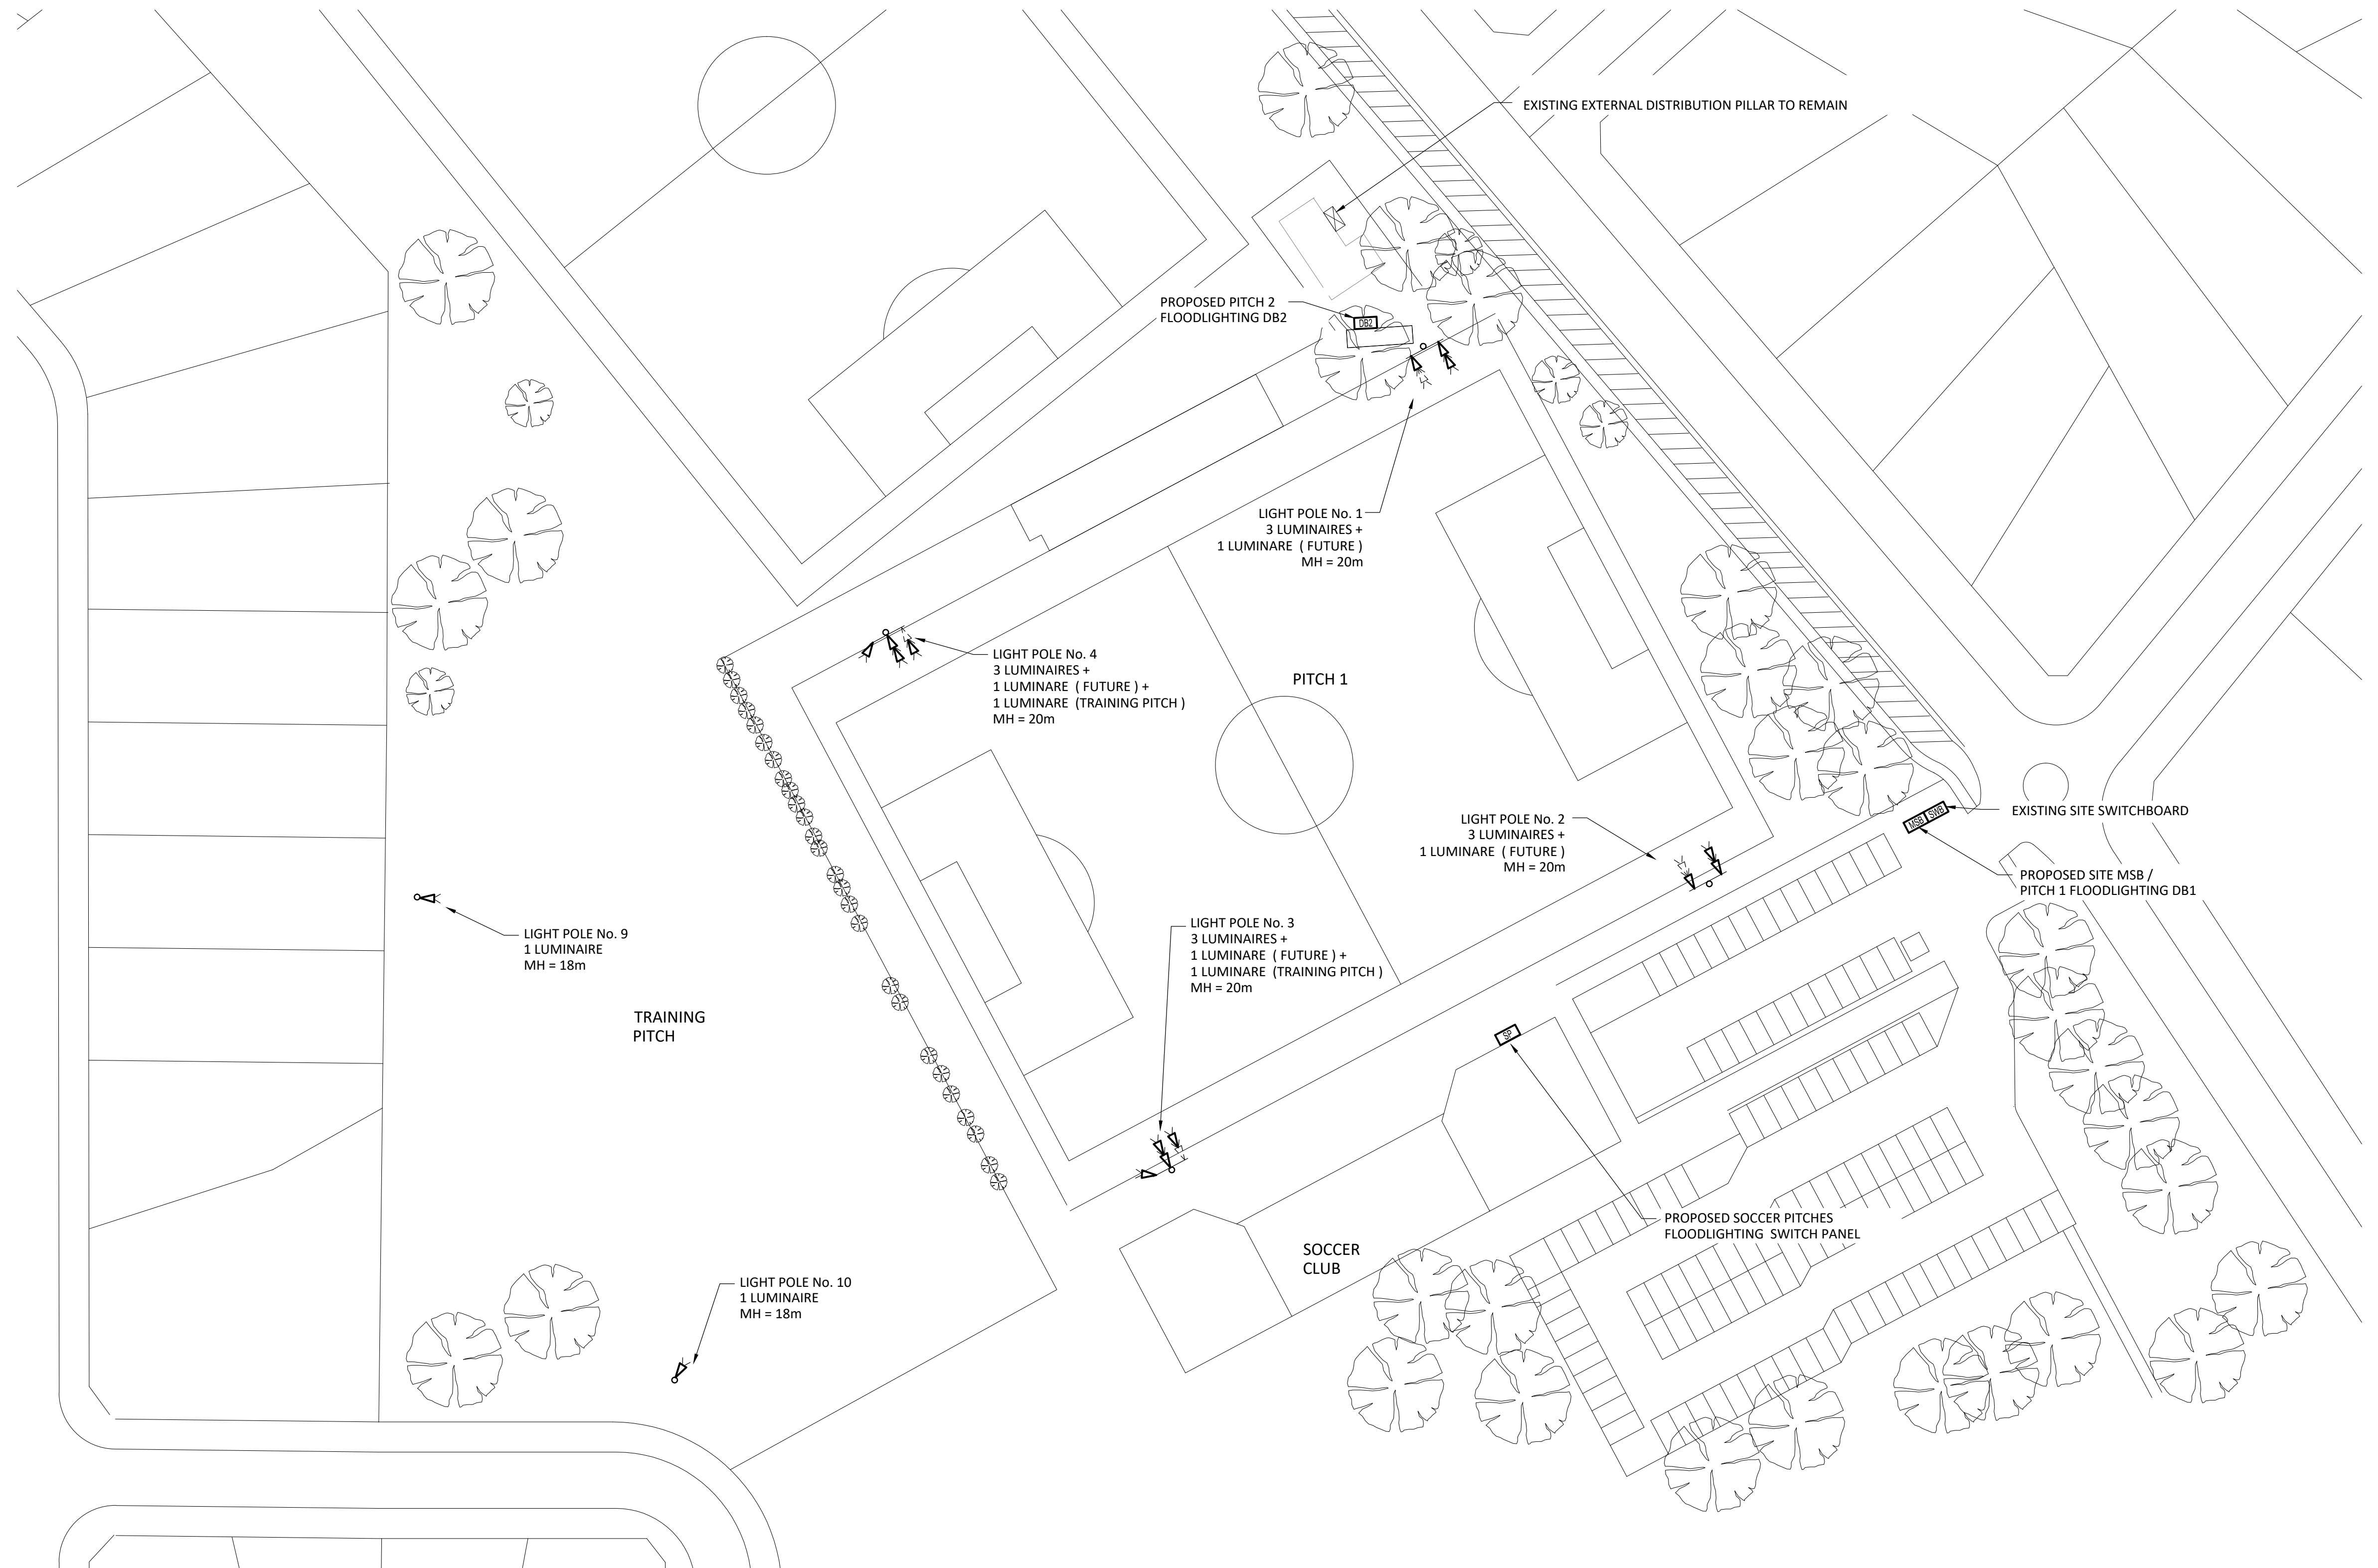 EXISTING EXTERNAL DISTRIBUTION PILLAR TO REMAIN
PROPOSED PITCH 2
FLOODLIGHTING DB2
DB2
LIGHT POLE No. 1
3 LUMINAIRES +
1 LUMINARE ( FUTURE )
MH = 20m
LIGHT POLE No. 4
3 LUMINAIRES +
1 LUMINARE ( FUTURE ) +
1 LUMINARE (TRAINING PITCH )
MH = 20m
PITCH 1
LIGHT POLE No. 2
3 LUMINAIRES +
1 LUMINARE ( FUTURE )
MH = 20m
MSB
SWB
EXISTING SITE SWITCHBOARD
PROPOSED SITE MSB /
PITCH 1 FLOODLIGHTING DB1
LIGHT POLE No. 9
1 LUMINAIRE
MH = 18m
LIGHT POLE No. 3
3 LUMINAIRES +
1 LUMINARE ( FUTURE ) +
1 LUMINARE (TRAINING PITCH )
MH = 20m
TRAINING
PITCH
SP
PROPOSED SOCCER PITCHES
FLOODLIGHTING SWITCH PANEL
SOCCER
CLUB
LIGHT POLE No. 10
1 LUMINAIRE
MH = 18m